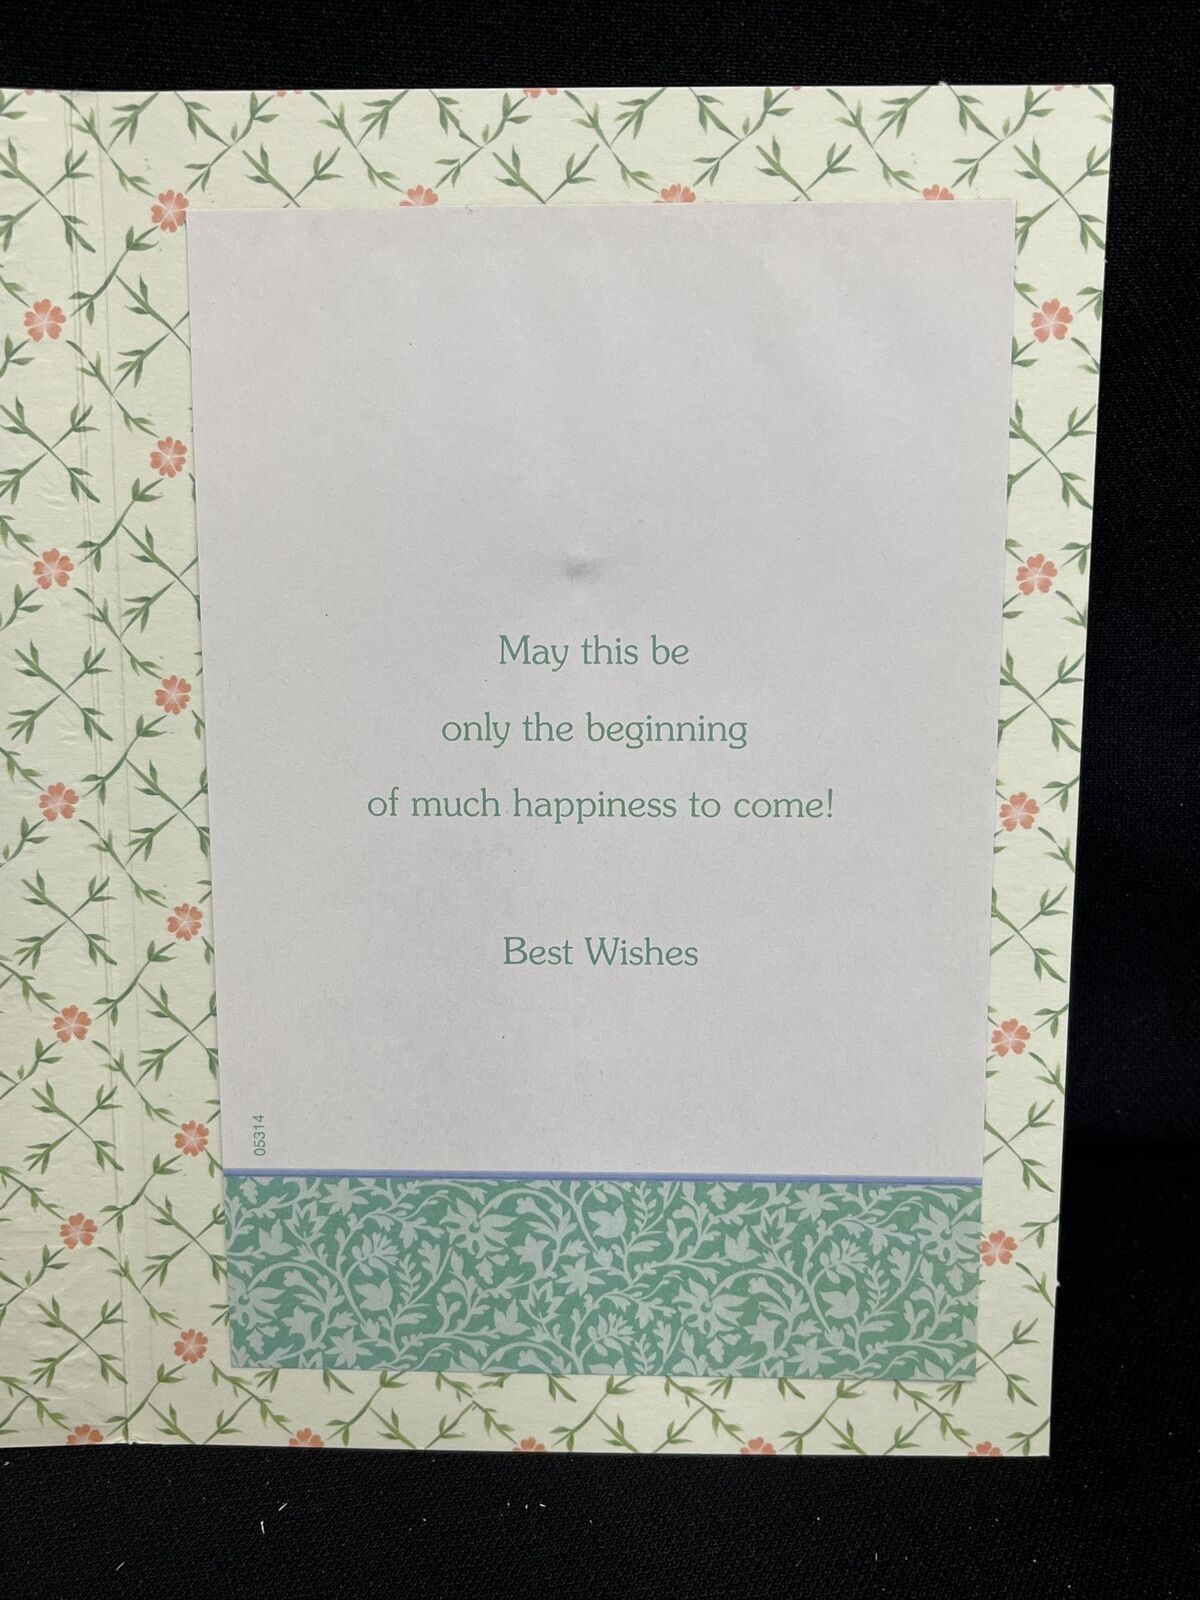 May this be
only the beginning
of much happiness to come!
Best Wishes
05314